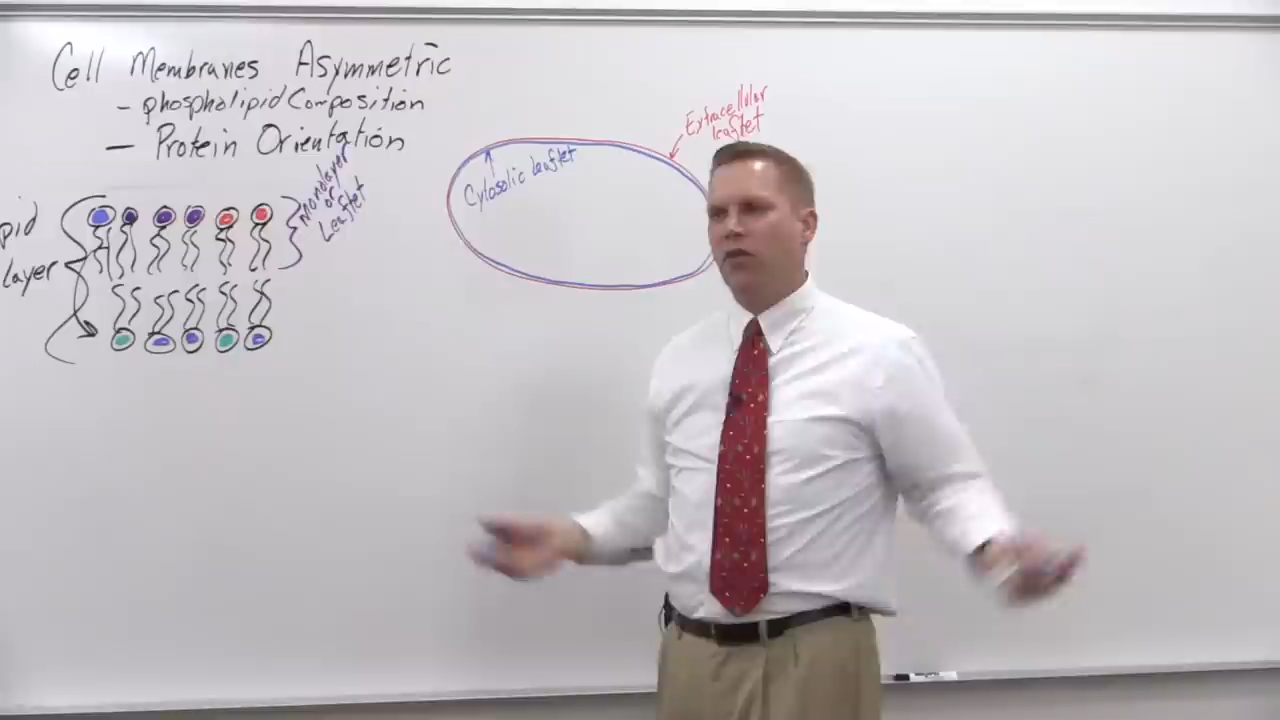 Cell Membranes Asymmetric
- phospholipid Composition
- Protein Orientation
Monolayer
or
Leaflet
pid
layer
Cytosolic leaflet
Extracellular
leaflet